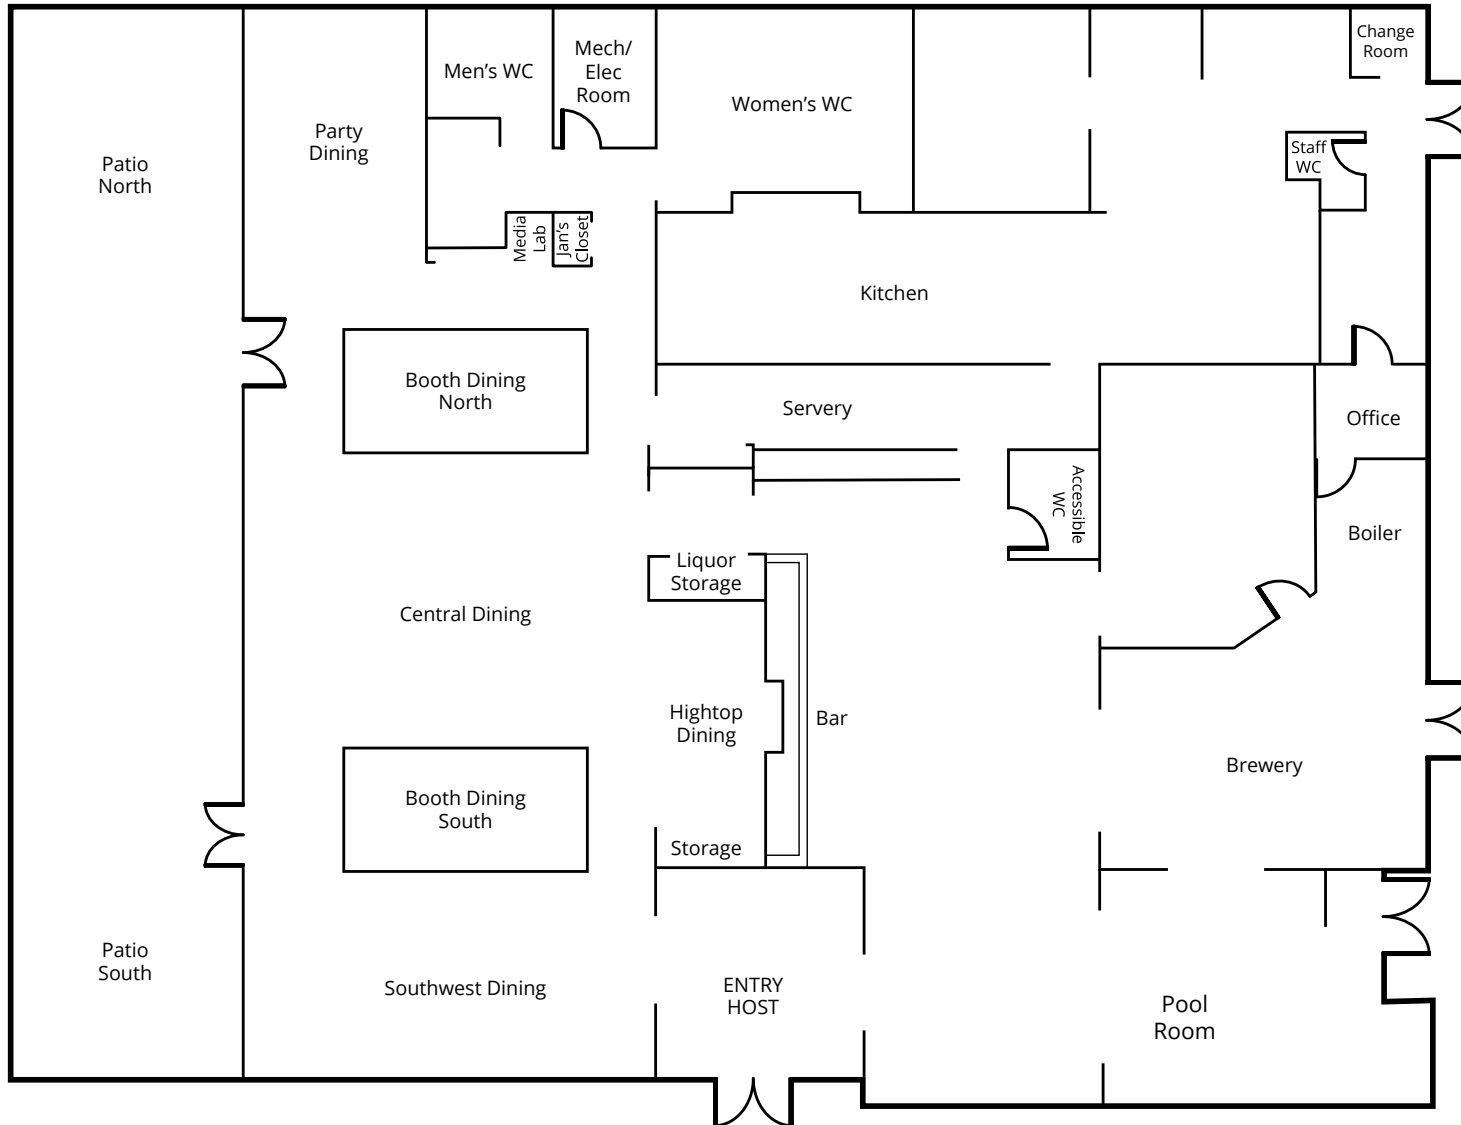 Change
Room
Men’s WC
Mech/
Elec
Room
Women’s WC
Party
Dining
Patio
North
Staff
WC
Media
Lab
Jan’s
Closet
Kitchen
Booth Dining
North
Servery
Office
Accessible
WC
Boiler
Liquor
Storage
Central Dining
Hightop
Dining
Bar
Brewery
Booth Dining
South
Storage
Patio
South
Southwest Dining
ENTRY
HOST
Pool
Room